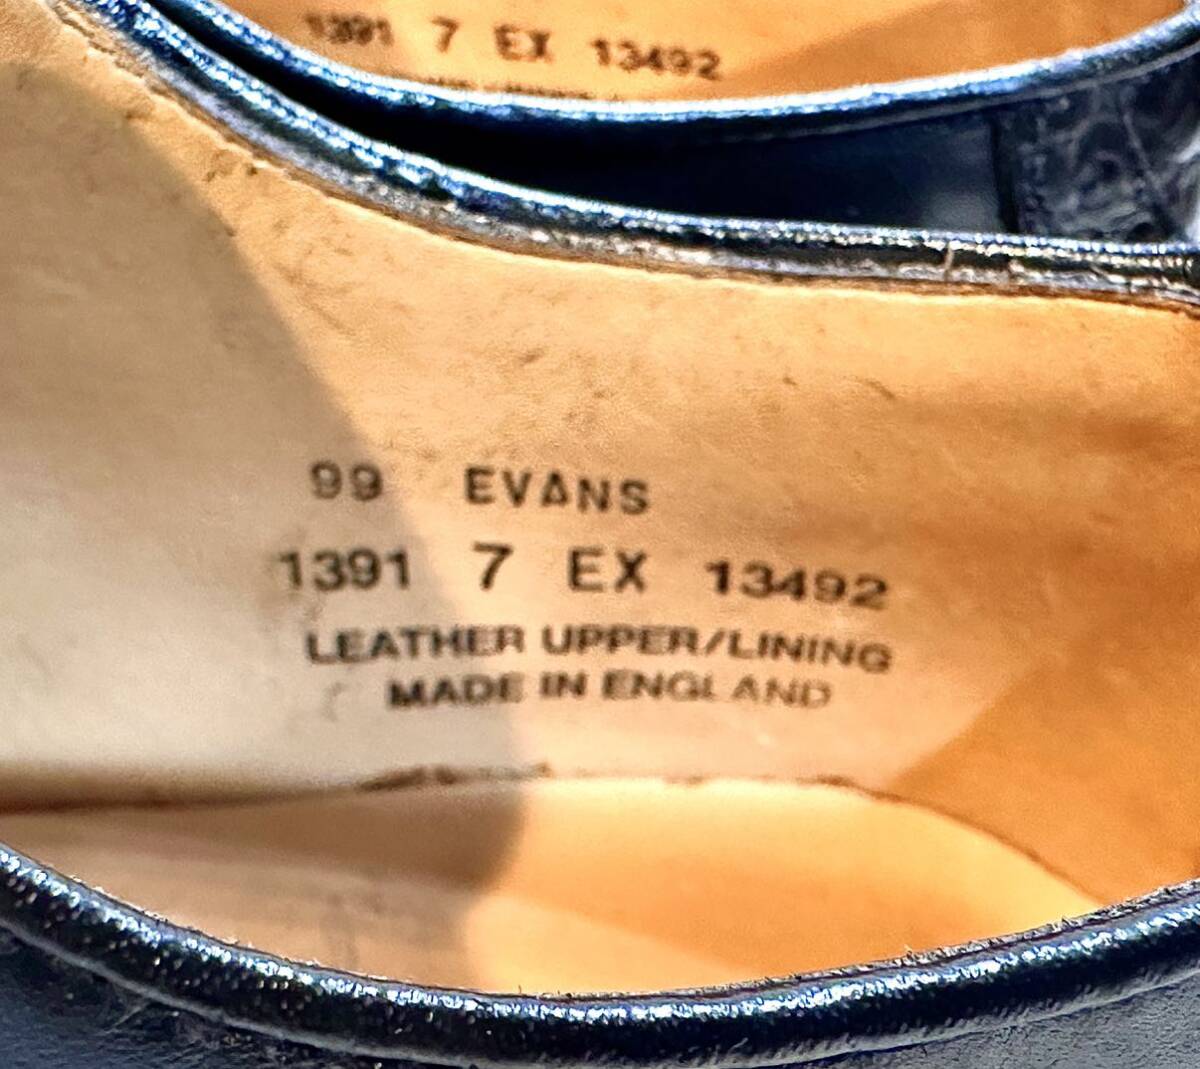 1391 7 EX 13492
99 EVANS
1391 7 EX 13492
LEATHER UPPER/LINING
MADE IN ENGLAND